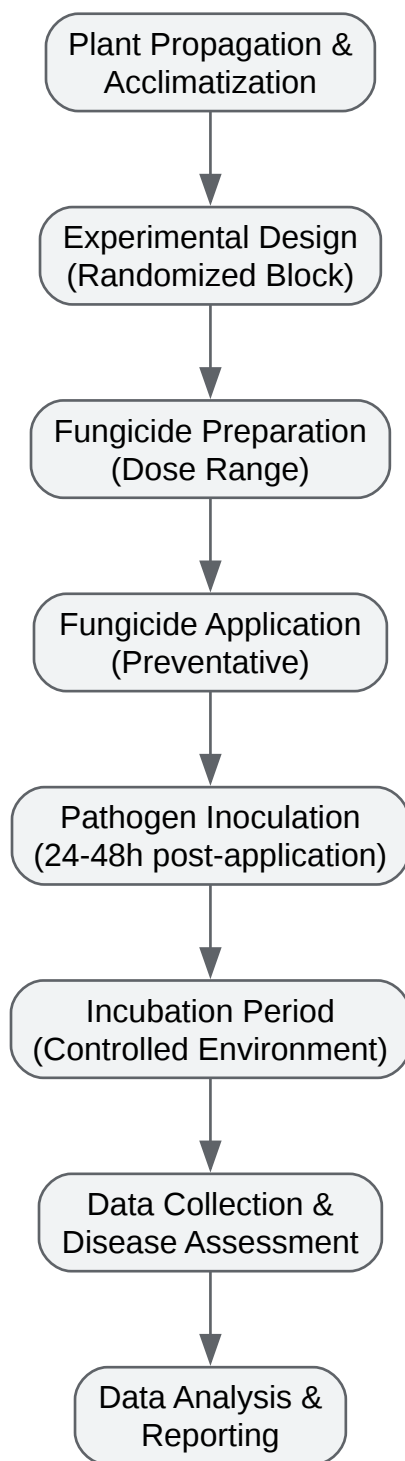 Plant Propagation &
Acclimatization
Experimental Design
(Randomized Block)
Fungicide Preparation
(Dose Range)
Fungicide Application
(Preventative)
Pathogen Inoculation
(24-48h post-application)
Incubation Period
(Controlled Environment)
Data Collection &
Disease Assessment
Data Analysis &
Reporting